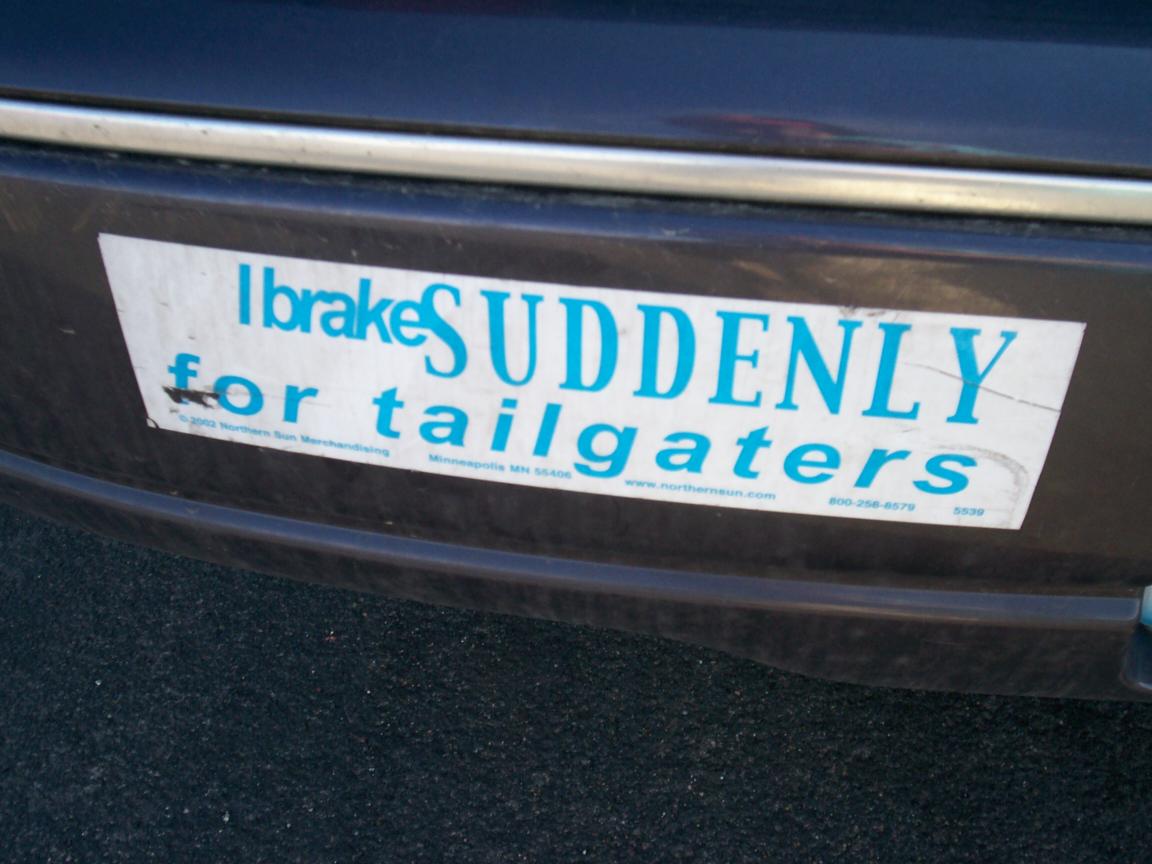 I brake SUDDENLY
for tailgaters
© 2002 Northern Sun Merchandising Minneapolis MN 55406 www.northernsun.com 800-258-8579 5539